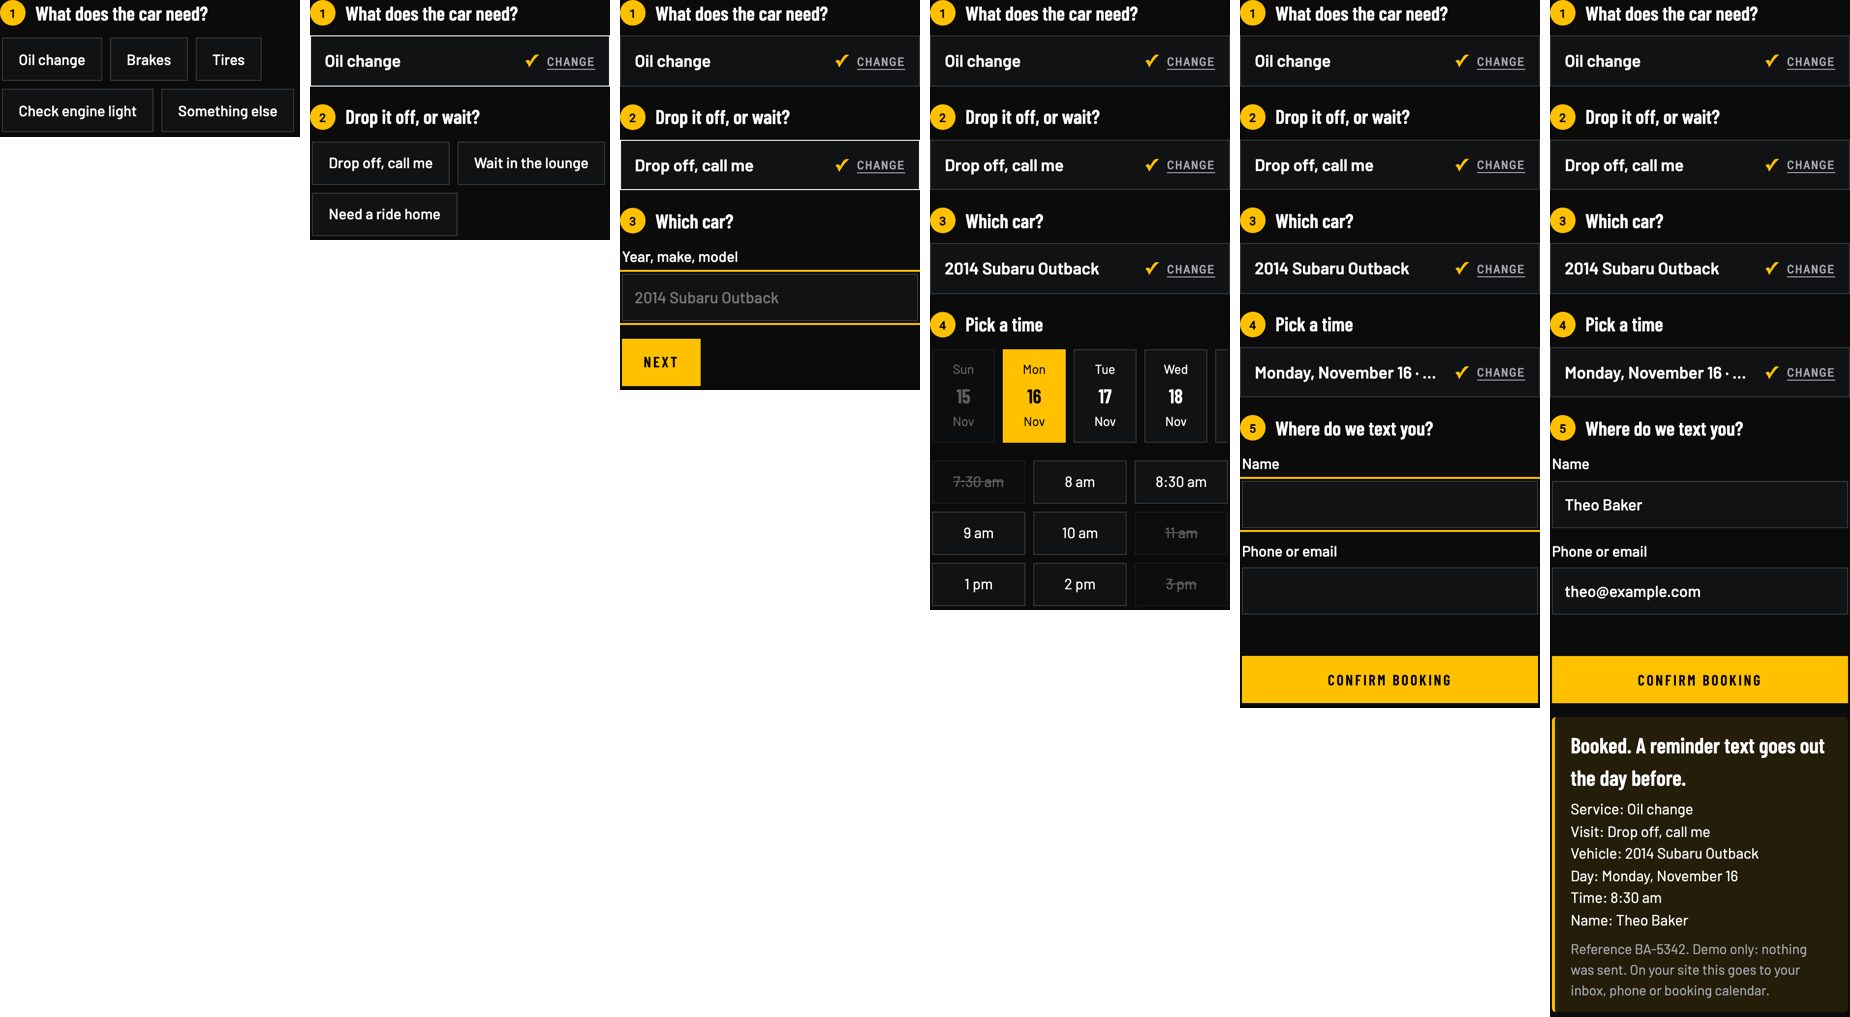 1 What does the car need?
Oil change
Brakes
Tires
Check engine light
Something else
1 What does the car need?
Oil change ✓ CHANGE
2 Drop it off, or wait?
Drop off, call me
Wait in the lounge
Need a ride home
1 What does the car need?
Oil change ✓ CHANGE
2 Drop it off, or wait?
Drop off, call me ✓ CHANGE
3 Which car?
Year, make, model
2014 Subaru Outback
NEXT
1 What does the car need?
Oil change ✓ CHANGE
2 Drop it off, or wait?
Drop off, call me ✓ CHANGE
3 Which car?
2014 Subaru Outback ✓ CHANGE
4 Pick a time
Sun 15 Nov
Mon 16 Nov
Tue 17 Nov
Wed 18 Nov
7:30 am
8 am
8:30 am
9 am
10 am
11 am
1 pm
2 pm
3 pm
1 What does the car need?
Oil change ✓ CHANGE
2 Drop it off, or wait?
Drop off, call me ✓ CHANGE
3 Which car?
2014 Subaru Outback ✓ CHANGE
4 Pick a time
Monday, November 16 · ... ✓ CHANGE
5 Where do we text you?
Name
Phone or email
CONFIRM BOOKING
1 What does the car need?
Oil change ✓ CHANGE
2 Drop it off, or wait?
Drop off, call me ✓ CHANGE
3 Which car?
2014 Subaru Outback ✓ CHANGE
4 Pick a time
Monday, November 16 · ... ✓ CHANGE
5 Where do we text you?
Name
Theo Baker
Phone or email
theo@example.com
CONFIRM BOOKING
Booked. A reminder text goes out
the day before.
Service: Oil change
Visit: Drop off, call me
Vehicle: 2014 Subaru Outback
Day: Monday, November 16
Time: 8:30 am
Name: Theo Baker
Reference BA-5342. Demo only: nothing
was sent. On your site this goes to your
inbox, phone or booking calendar.